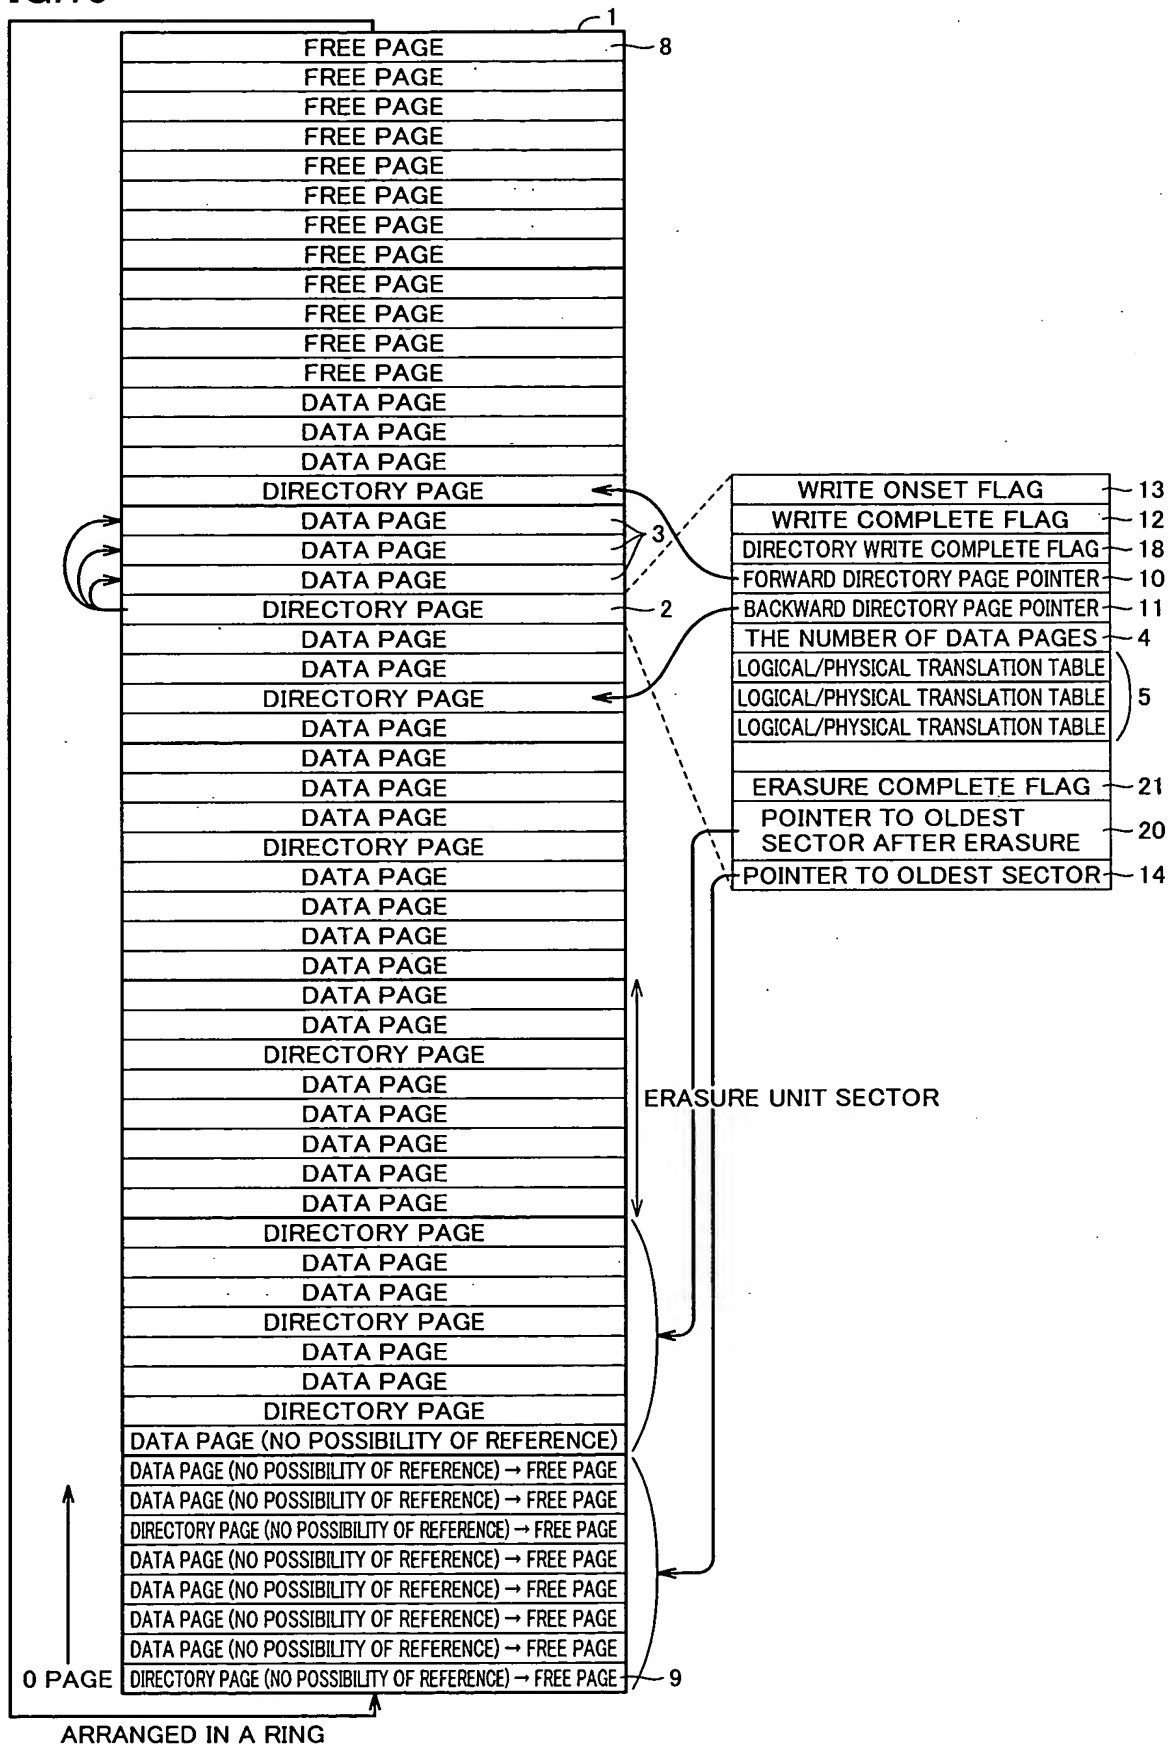 1
FREE PAGE 8
FREE PAGE
FREE PAGE
FREE PAGE
FREE PAGE
FREE PAGE
FREE PAGE
FREE PAGE
FREE PAGE
FREE PAGE
FREE PAGE
FREE PAGE
DATA PAGE
DATA PAGE
DATA PAGE
DIRECTORY PAGE
DATA PAGE
DATA PAGE 3
DATA PAGE
DIRECTORY PAGE 2
DATA PAGE
DATA PAGE
DIRECTORY PAGE
DATA PAGE
DATA PAGE
DATA PAGE
DATA PAGE
DIRECTORY PAGE
DATA PAGE
DATA PAGE
DATA PAGE
DATA PAGE
DATA PAGE
DATA PAGE
DIRECTORY PAGE
DATA PAGE
DATA PAGE
DATA PAGE
DATA PAGE
DATA PAGE
DIRECTORY PAGE
DATA PAGE
DATA PAGE
DIRECTORY PAGE
DATA PAGE
DATA PAGE
DIRECTORY PAGE
DATA PAGE (NO POSSIBILITY OF REFERENCE)
DATA PAGE (NO POSSIBILITY OF REFERENCE) → FREE PAGE
DATA PAGE (NO POSSIBILITY OF REFERENCE) → FREE PAGE
DIRECTORY PAGE (NO POSSIBILITY OF REFERENCE) → FREE PAGE
DATA PAGE (NO POSSIBILITY OF REFERENCE) → FREE PAGE
DATA PAGE (NO POSSIBILITY OF REFERENCE) → FREE PAGE
DATA PAGE (NO POSSIBILITY OF REFERENCE) → FREE PAGE
DATA PAGE (NO POSSIBILITY OF REFERENCE) → FREE PAGE
0 PAGE DIRECTORY PAGE (NO POSSIBILITY OF REFERENCE) → FREE PAGE 9
ARRANGED IN A RING
WRITE ONSET FLAG 13
WRITE COMPLETE FLAG 12
DIRECTORY WRITE COMPLETE FLAG 18
FORWARD DIRECTORY PAGE POINTER 10
BACKWARD DIRECTORY PAGE POINTER 11
THE NUMBER OF DATA PAGES 4
LOGICAL/PHYSICAL TRANSLATION TABLE
LOGICAL/PHYSICAL TRANSLATION TABLE 5
LOGICAL/PHYSICAL TRANSLATION TABLE
ERASURE COMPLETE FLAG 21
POINTER TO OLDEST
SECTOR AFTER ERASURE 20
POINTER TO OLDEST SECTOR 14
ERASURE UNIT SECTOR